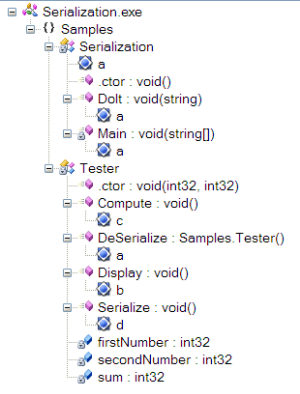 Serialization.exe
{} Samples
Serialization
a
.ctor : void()
DoIt : void(string)
a
Main : void(string[])
a
Tester
.ctor : void(int32, int32)
Compute : void()
c
DeSerialize : Samples.Tester()
a
Display : void()
b
Serialize : void()
d
firstNumber : int32
secondNumber : int32
sum : int32